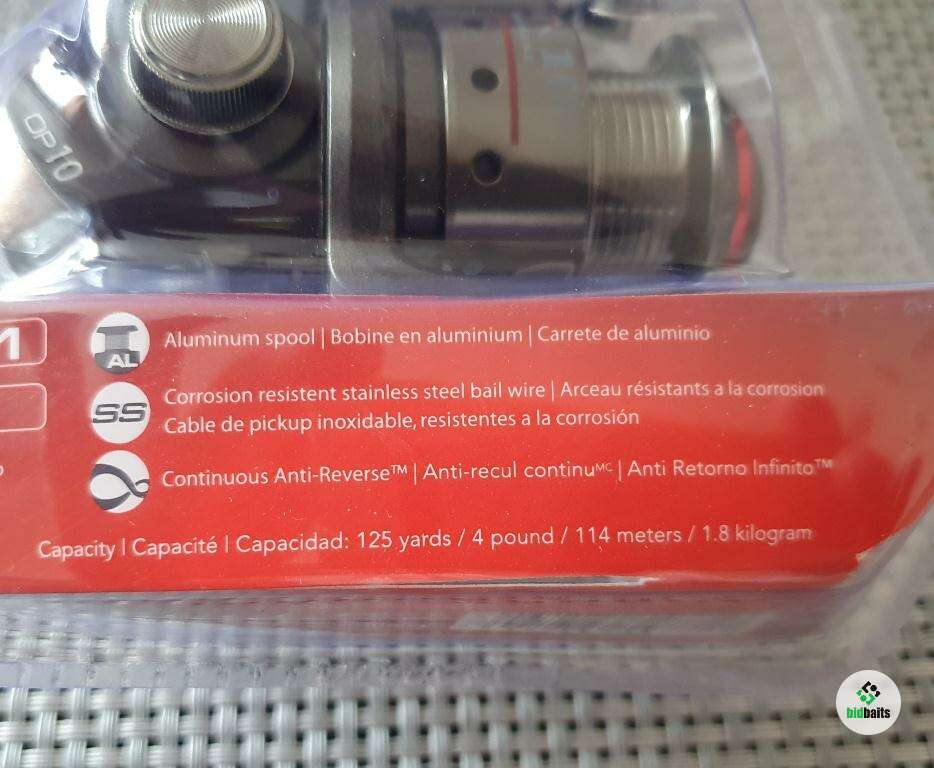 OP10
Aluminum spool | Bobine en aluminium | Carrete de aluminio
AL
Corrosion resistent stainless steel bail wire | Arceau résistants a la corrosion
SS
Cable de pickup inoxidable, resistentes a la corrosión
Continuous Anti-Reverse™ | Anti-recul continuᴹᶜ | Anti Retorno Infinito™
Capacity | Capacité | Capacidad: 125 yards / 4 pound / 114 meters / 1.8 kilogram
bidbaits